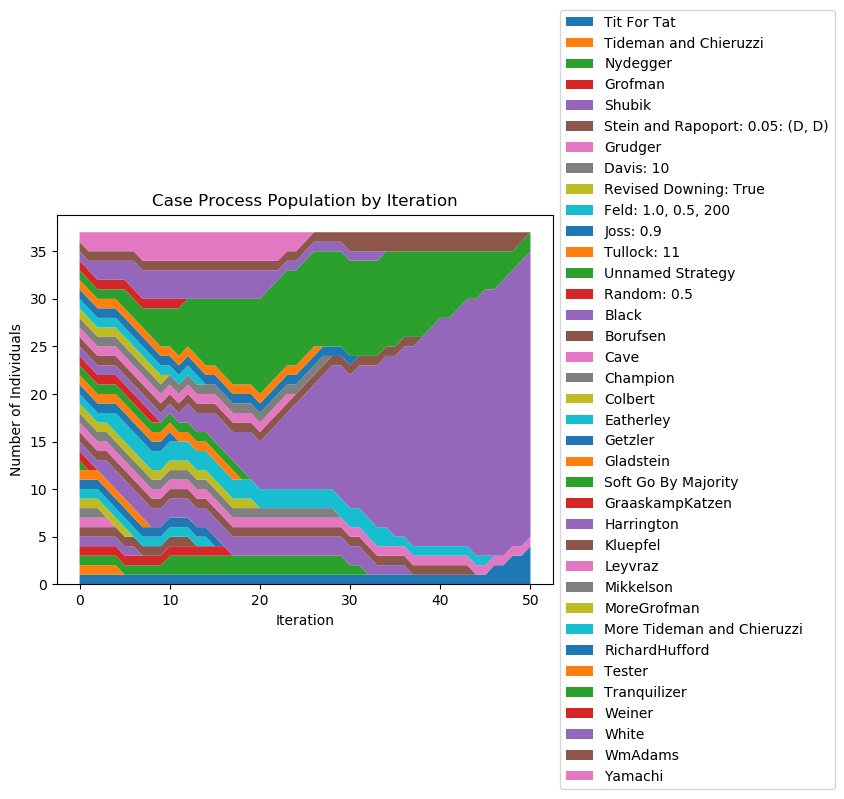 Case Process Population by Iteration
Number of Individuals
35
30
25
20
15
10
5
0
0 10 20 30 40 50
Iteration
Tit For Tat
Tideman and Chieruzzi
Nydegger
Grofman
Shubik
Stein and Rapoport: 0.05: (D, D)
Grudger
Davis: 10
Revised Downing: True
Feld: 1.0, 0.5, 200
Joss: 0.9
Tullock: 11
Unnamed Strategy
Random: 0.5
Black
Borufsen
Cave
Champion
Colbert
Eatherley
Getzler
Gladstein
Soft Go By Majority
GraaskampKatzen
Harrington
Kluepfel
Leyvraz
Mikkelson
MoreGrofman
More Tideman and Chieruzzi
RichardHufford
Tester
Tranquilizer
Weiner
White
WmAdams
Yamachi